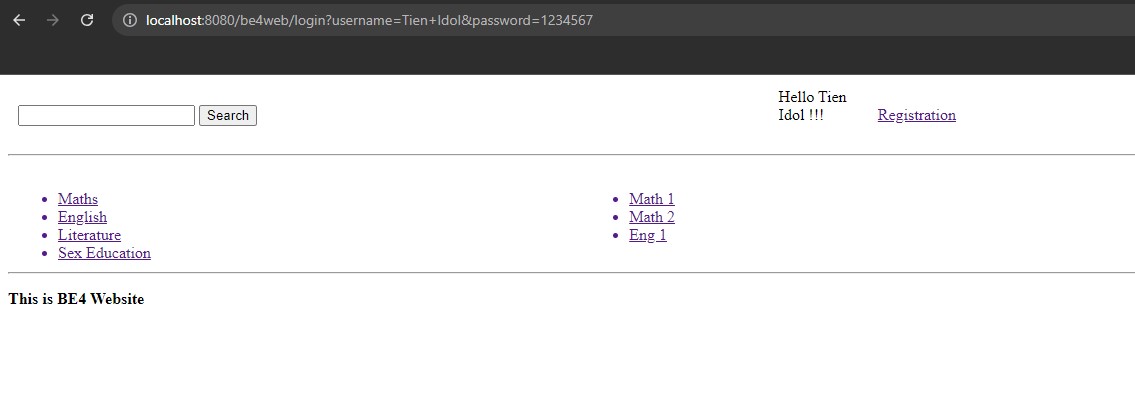 localhost:8080/be4web/login?username=Tien+Idol&password=1234567
Search
Hello Tien
Idol !!!
Registration
Maths
English
Literature
Sex Education
Math 1
Math 2
Eng 1
This is BE4 Website